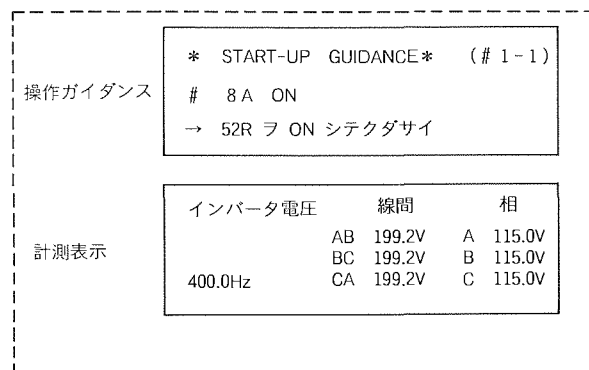 * START-UP GUIDANCE* (#1-1)
操作ガイダンス
# 8A ON
→ 52R ヲ ON シテクダサイ
インバータ電圧 線間 相
AB 199.2V A 115.0V
計測表示
BC 199.2V B 115.0V
400.0Hz CA 199.2V C 115.0V